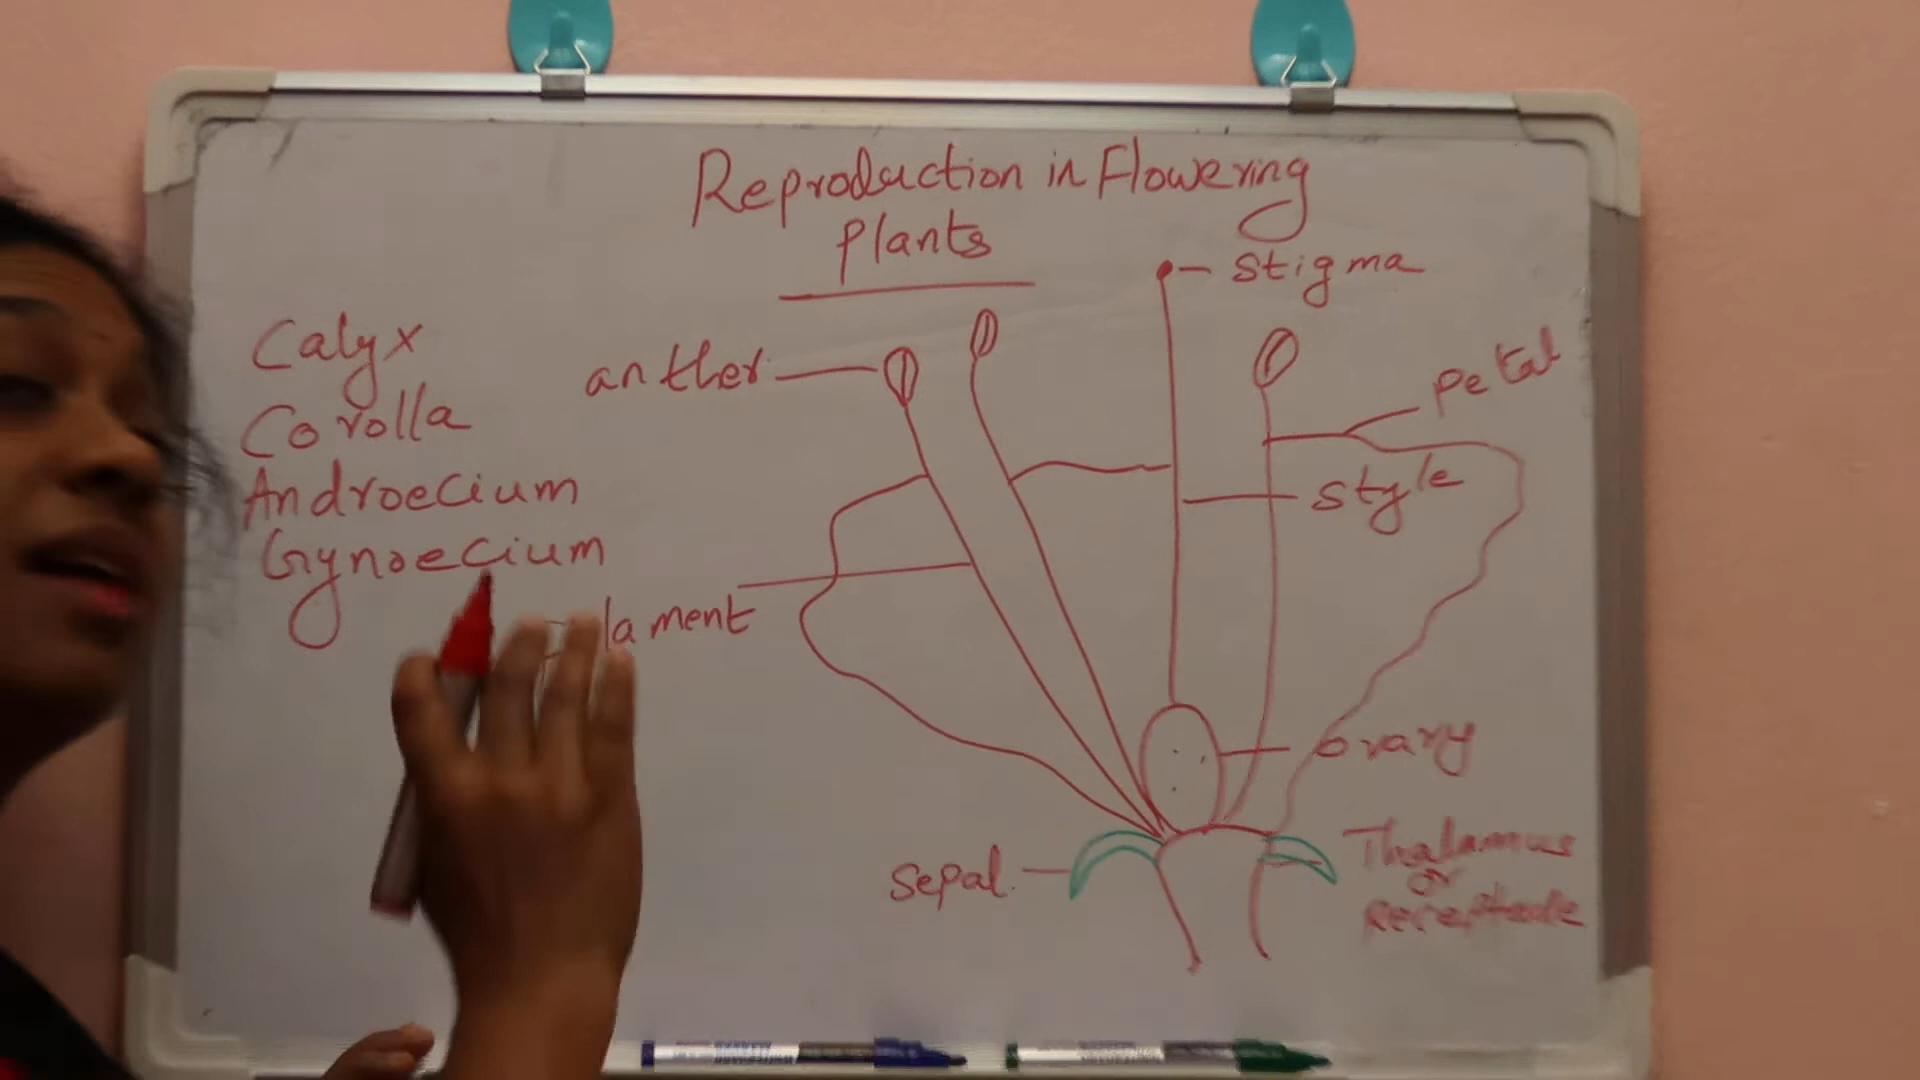 Reproduction in Flowering
Plants
Calyx
Corolla
Androecium
Gynoecium
anther
lament
stigma
petal
style
ovary
sepal.
Thalamus
or
Receptacle